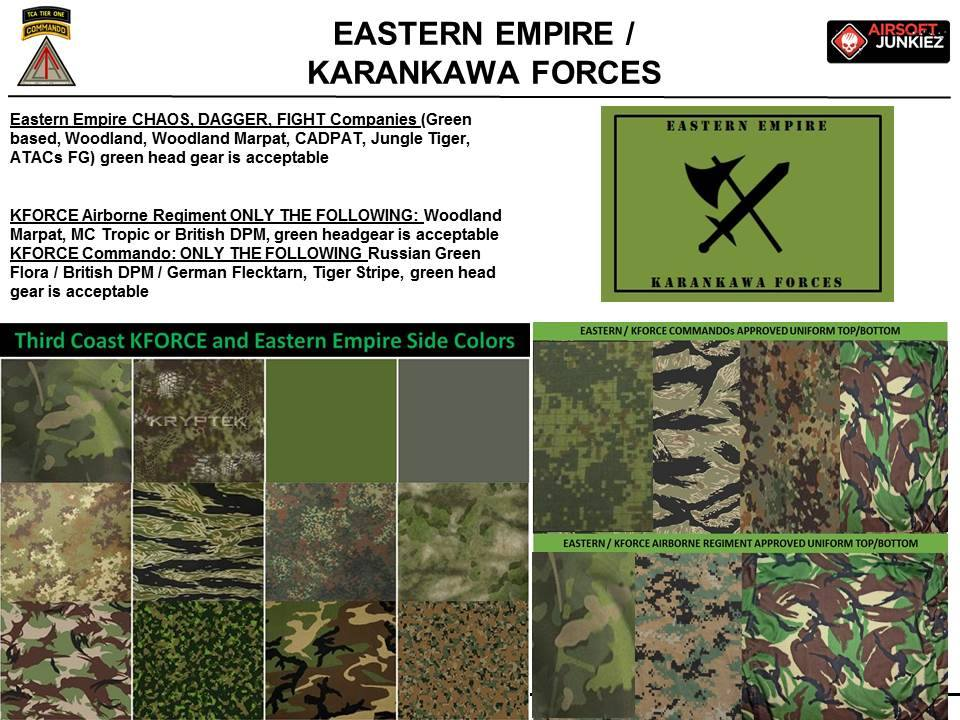 TCA TIER ONE
COMMANDO
EASTERN EMPIRE /
KARANKAWA FORCES
AIRSOFT
JUNKIEZ
Eastern Empire CHAOS, DAGGER, FIGHT Companies (Green
based, Woodland, Woodland Marpat, CADPAT, Jungle Tiger,
ATACs FG) green head gear is acceptable
KFORCE Airborne Regiment ONLY THE FOLLOWING: Woodland
Marpat, MC Tropic or British DPM, green headgear is acceptable
KFORCE Commando: ONLY THE FOLLOWING Russian Green
Flora / British DPM / German Flecktarn, Tiger Stripe, green head
gear is acceptable
EASTERN EMPIRE
KARANKAWA FORCES
Third Coast KFORCE and Eastern Empire Side Colors
KRYPTEK
EASTERN / KFORCE COMMANDOs APPROVED UNIFORM TOP/BOTTOM
EASTERN / KFORCE AIRBORNE REGIMENT APPROVED UNIFORM TOP/BOTTOM